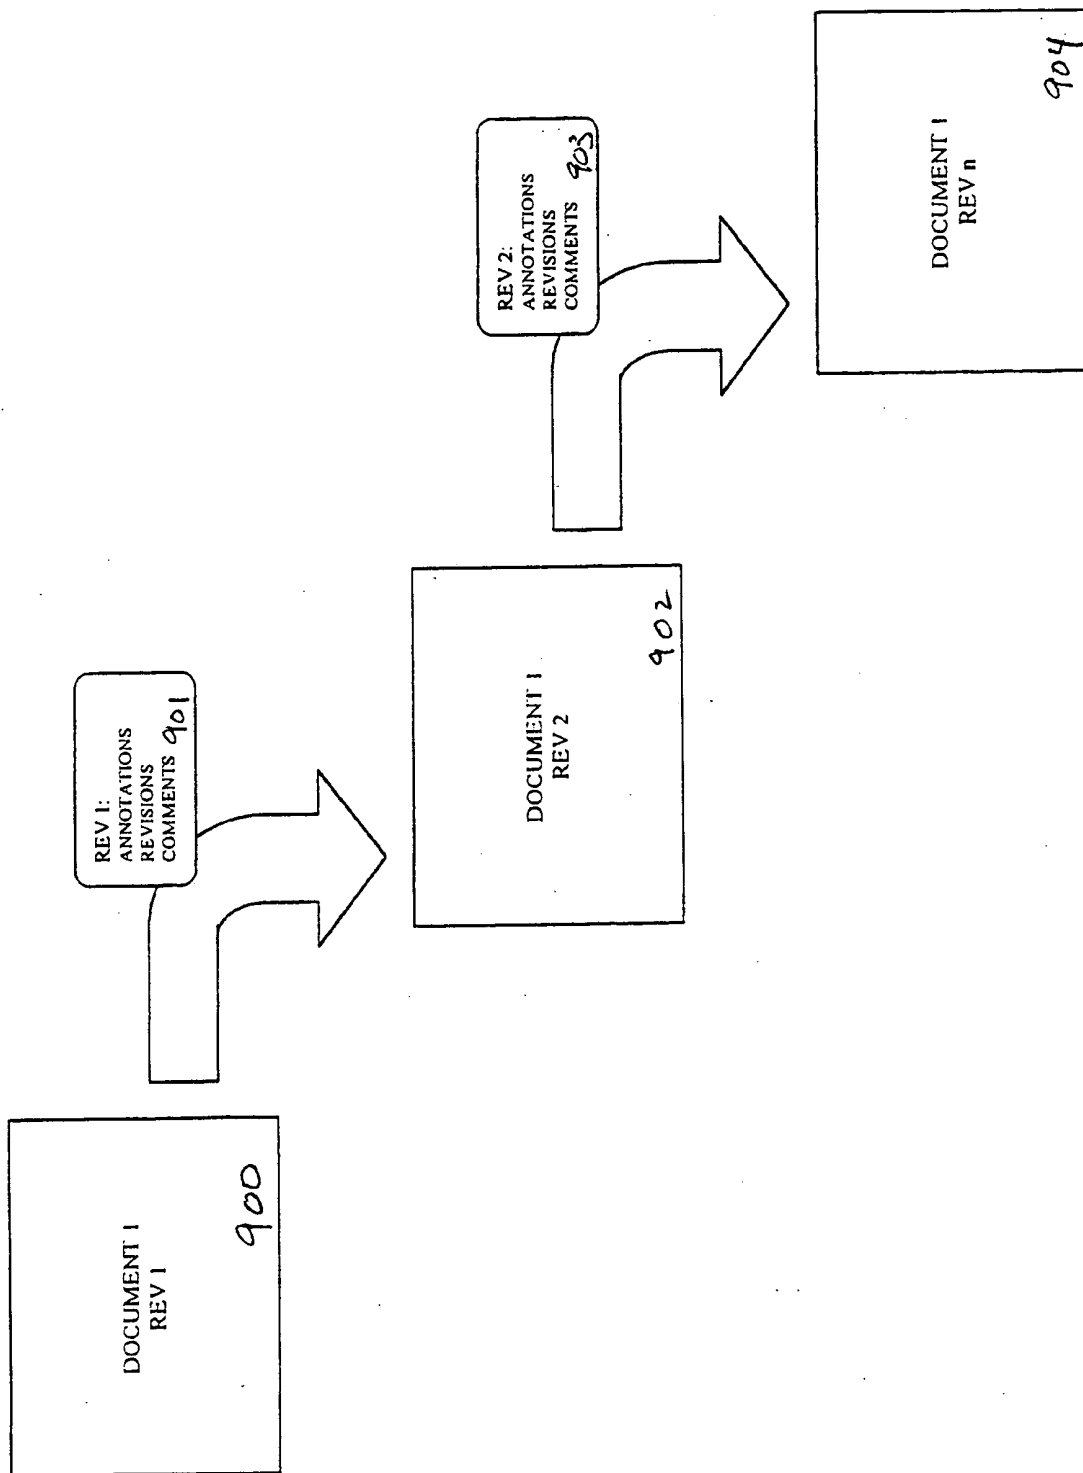 DOCUMENT 1
REV 1
900
REV 1:
ANNOTATIONS
REVISIONS
COMMENTS 901
DOCUMENT 1
REV 2
902
REV 2:
ANNOTATIONS
REVISIONS
COMMENTS 903
DOCUMENT 1
REV n
904